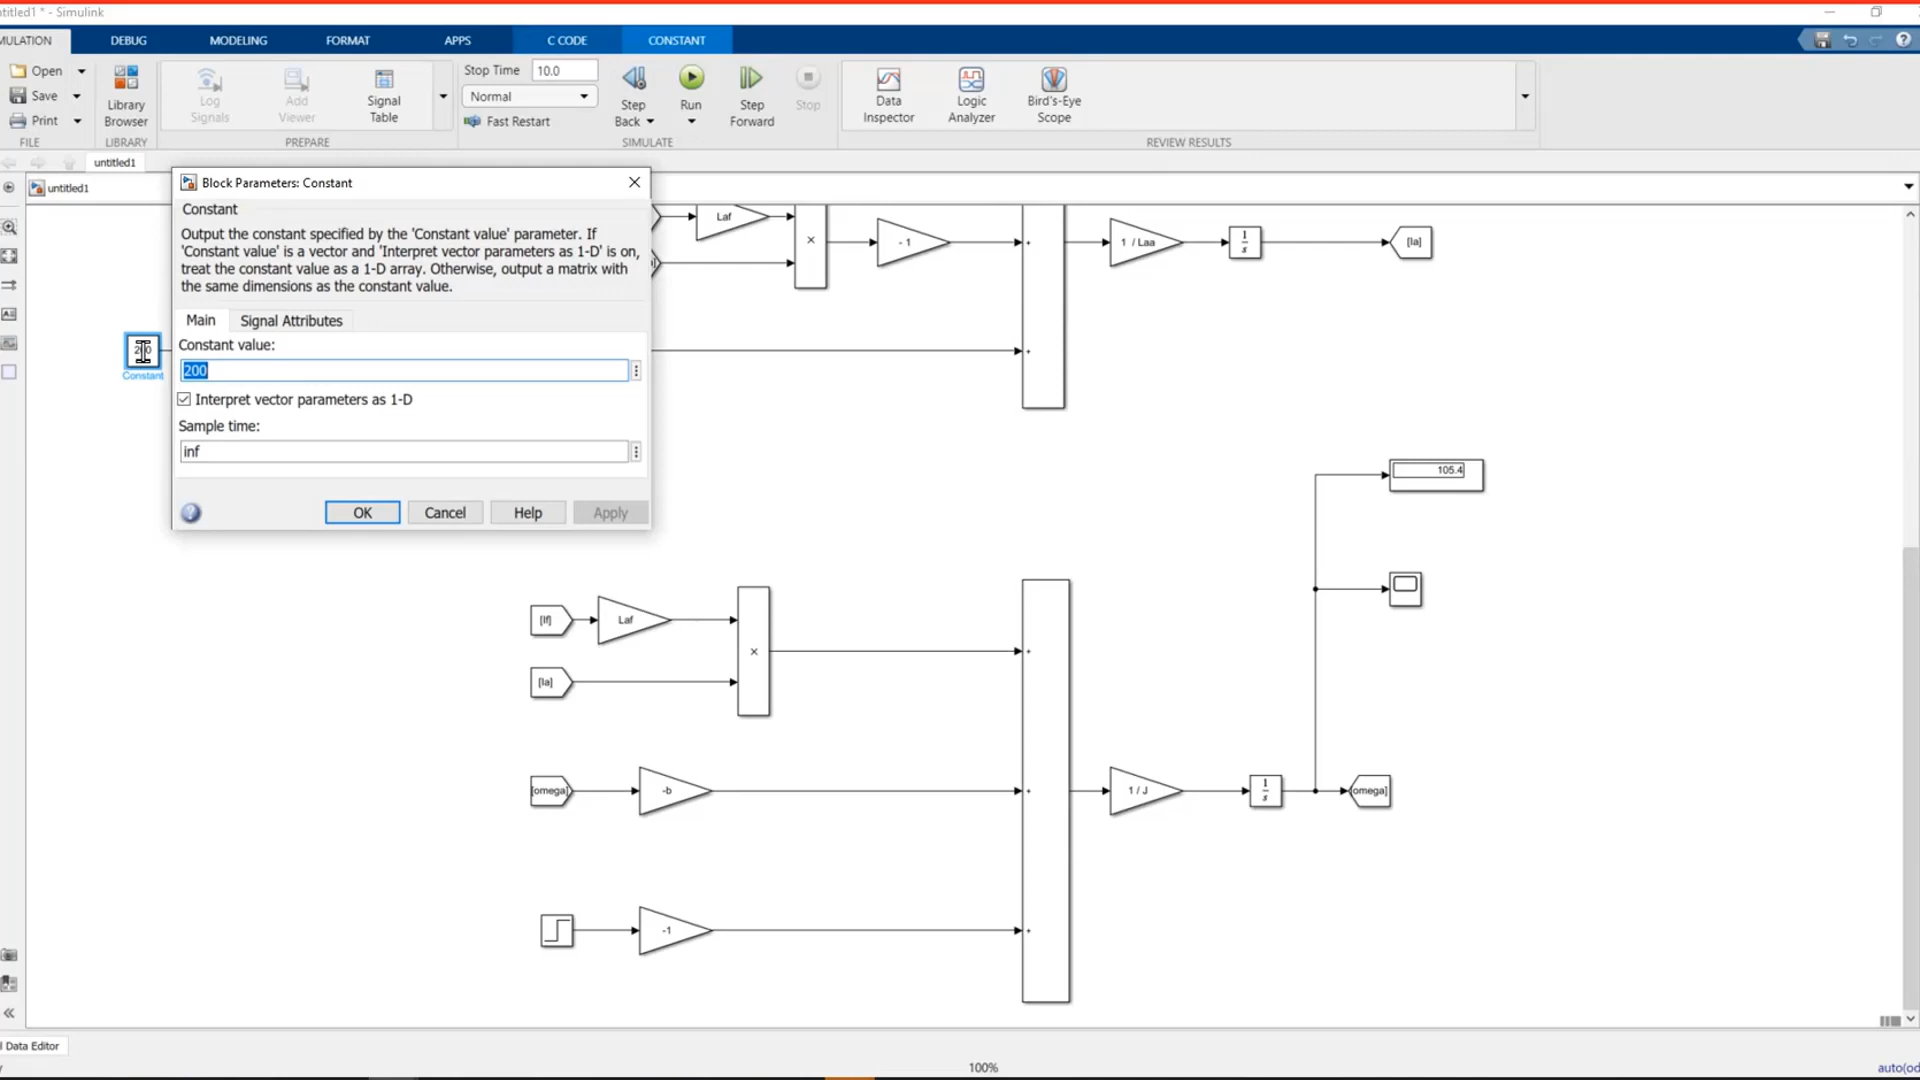 ntitled1 * - Simulink
MULATION DEBUG MODELING FORMAT APPS C CODE CONSTANT
Open
Save
Print
FILE
Library
Browser
LIBRARY
Log
Signals
Add
Viewer
Signal
Table
PREPARE
Stop Time 10.0
Normal
Fast Restart
Step
Back
Run
Step
Forward
Stop
SIMULATE
Data
Inspector
Logic
Analyzer
Bird's-Eye
Scope
REVIEW RESULTS
untitled1
untitled1
Block Parameters: Constant
Constant
Output the constant specified by the 'Constant value' parameter. If
'Constant value' is a vector and 'Interpret vector parameters as 1-D' is on,
treat the constant value as a 1-D array. Otherwise, output a matrix with
the same dimensions as the constant value.
Main Signal Attributes
Constant value:
200
Interpret vector parameters as 1-D
Sample time:
inf
OK Cancel Help Apply
Constant
Laf
×
- 1
+
+
1 / Laa
1
s
[Ia]
105.4
[If]
Laf
[Ia]
×
+
[omega]
-b
+
1 / J
1
s
[omega]
-1
+
l Data Editor
100%
auto(od